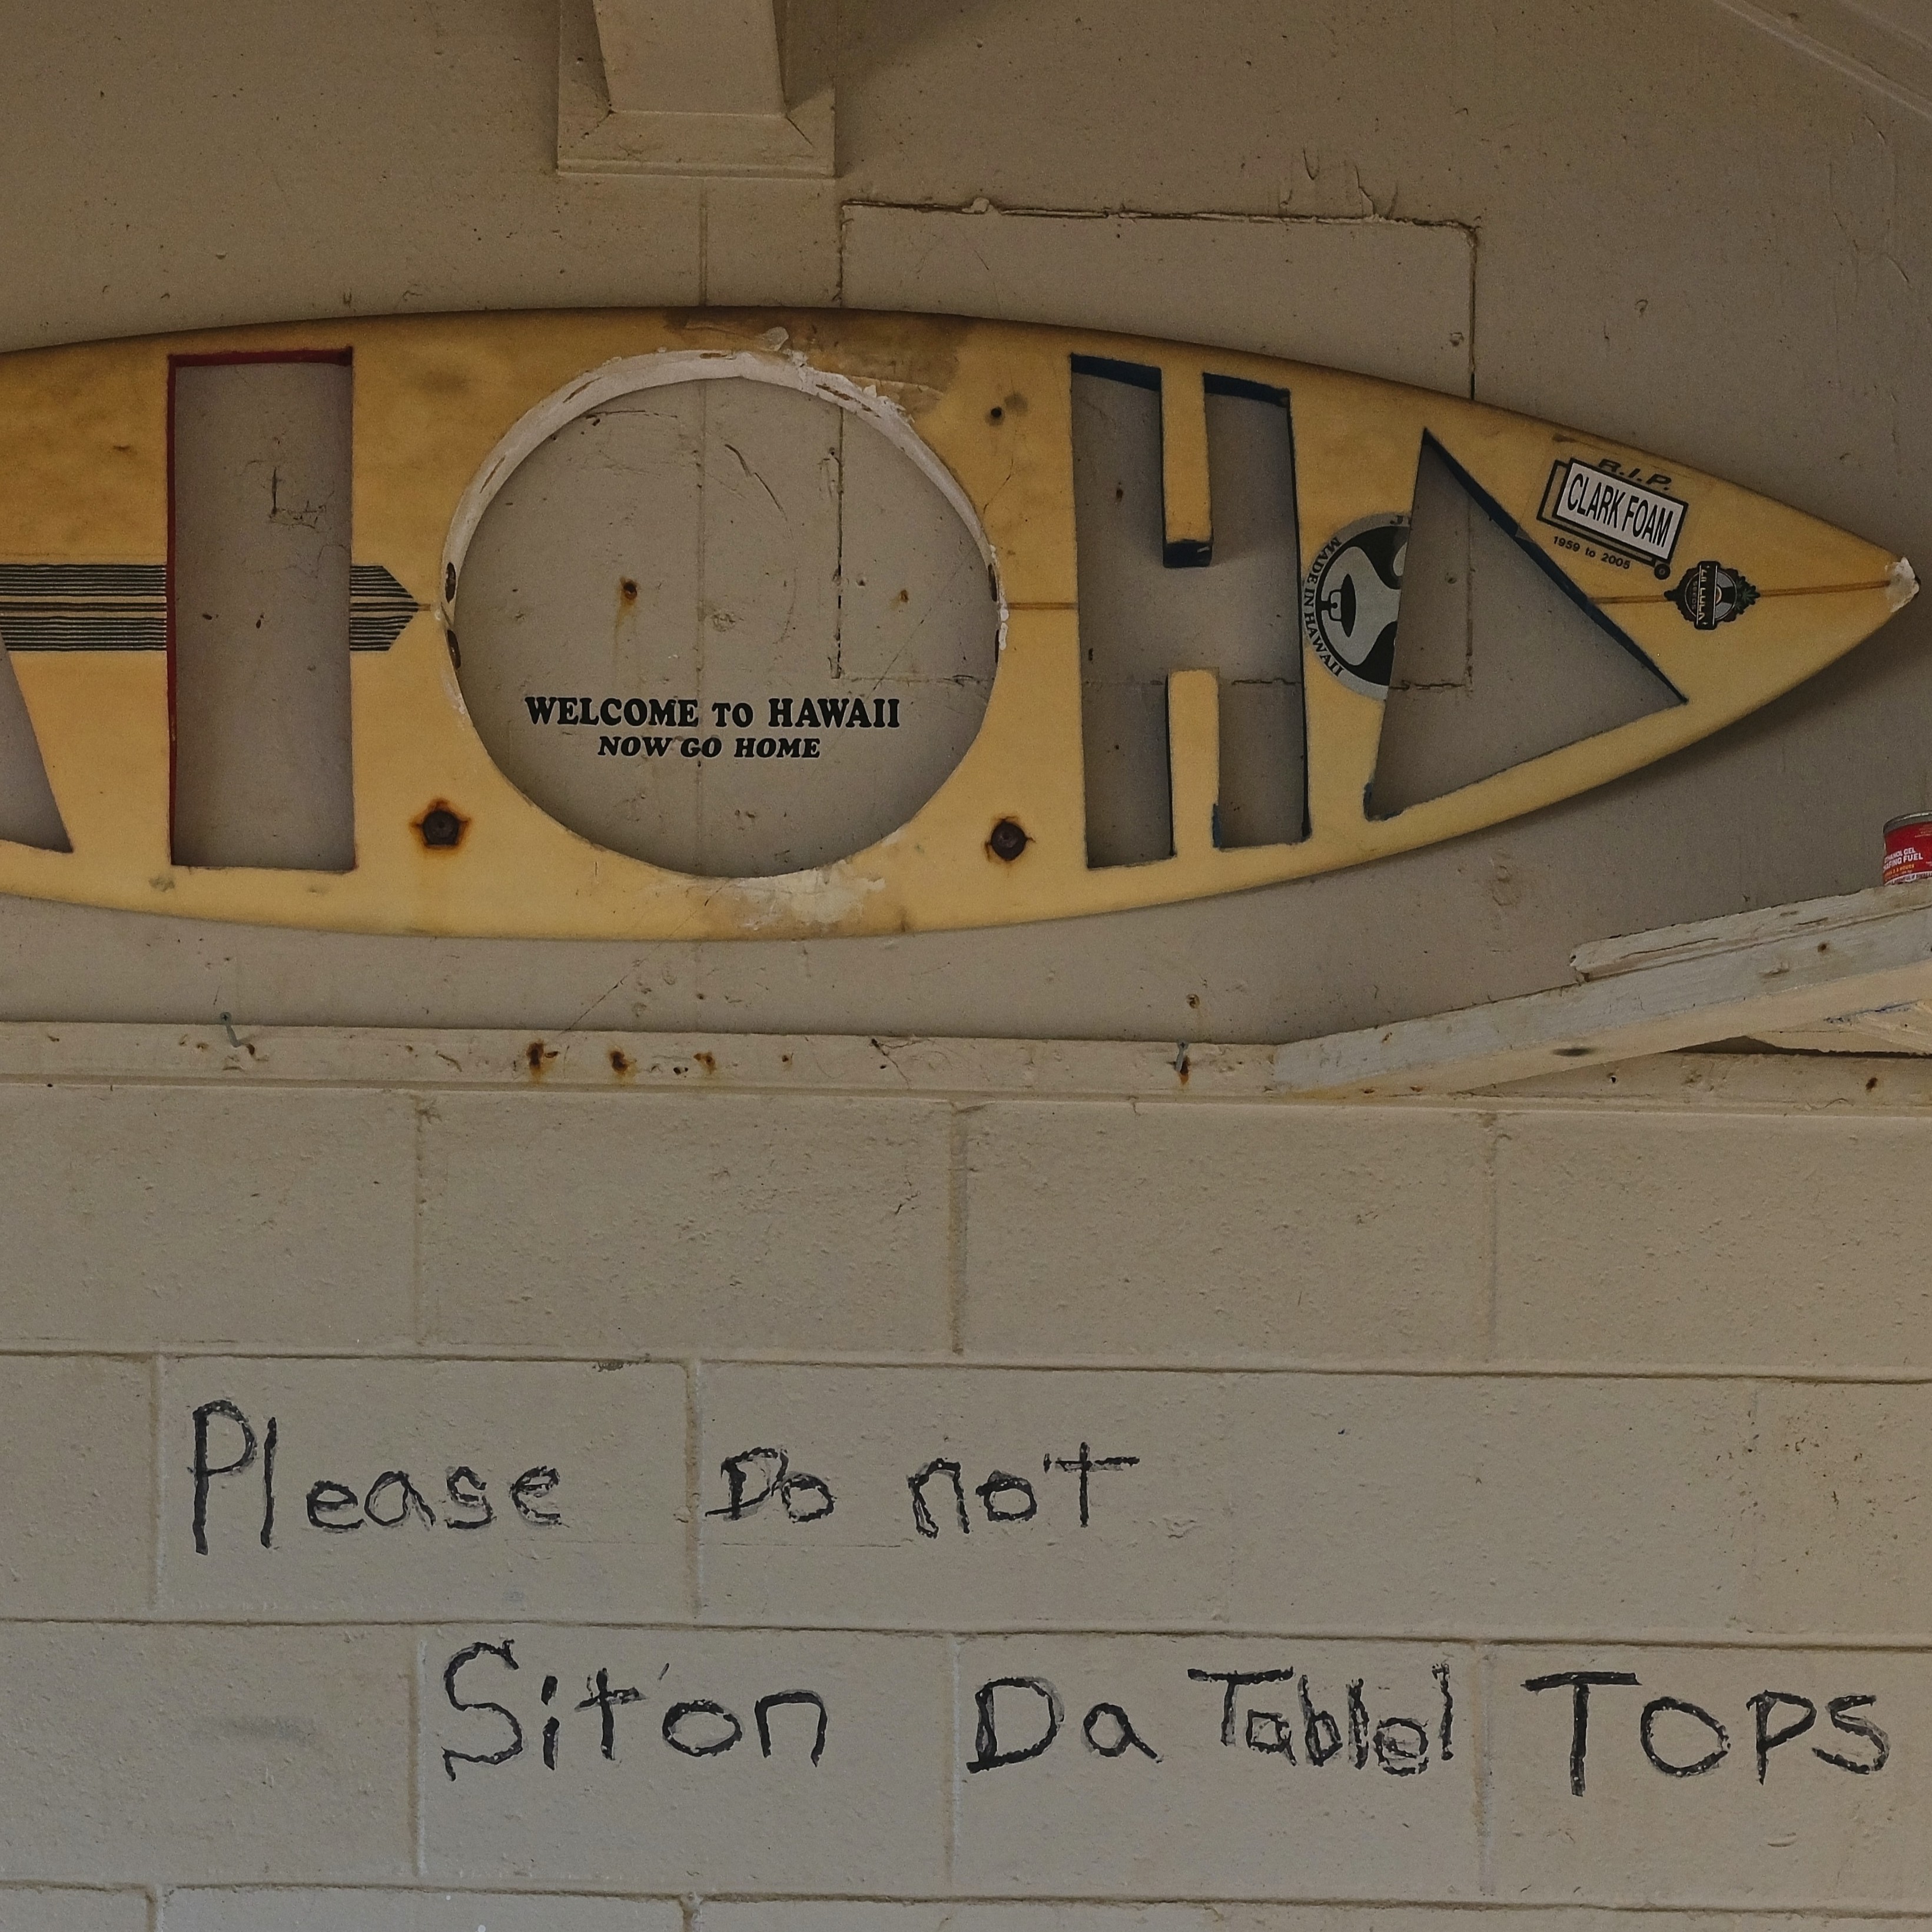 R.I.P.
CLARK FOAM
1959 to 2005
MADE IN HAWAII
WELCOME TO HAWAII
NOW GO HOME
Please Do not
Sit on Da Table TOPS